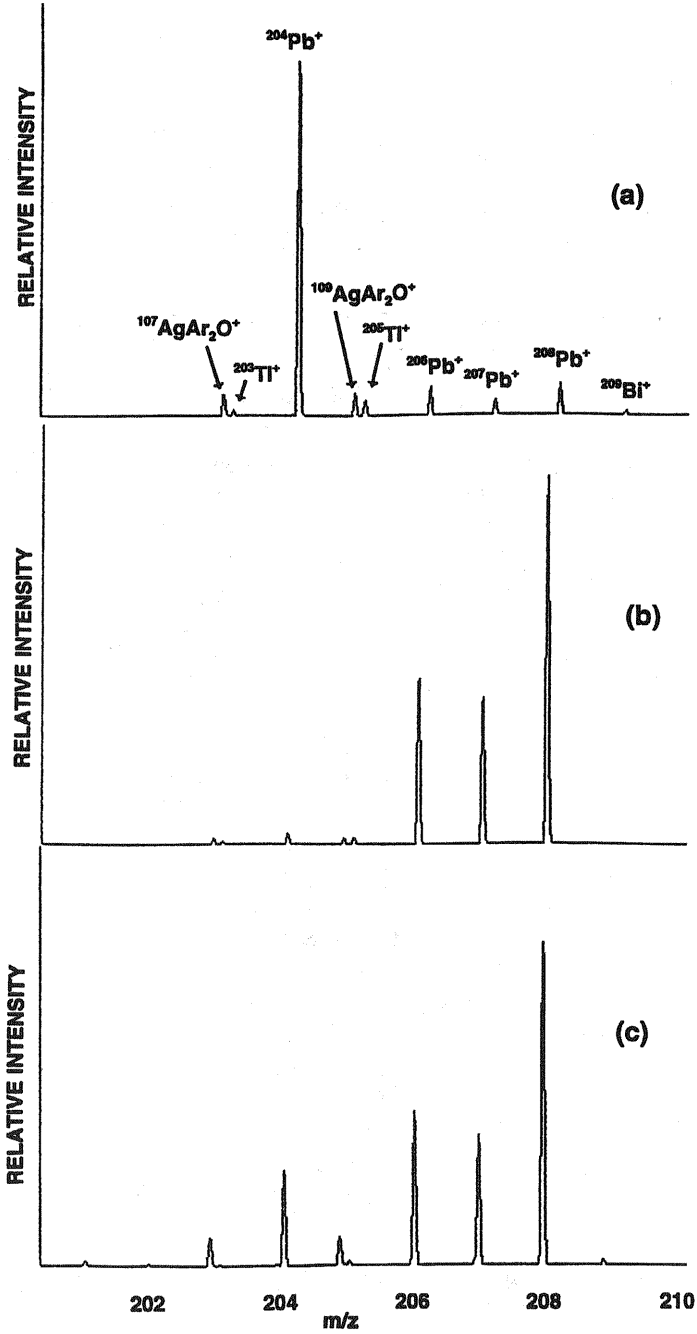 RELATIVE INTENSITY
²⁰⁴Pb⁺
(a)
¹⁰⁷AgAr₂O⁺
²⁰³Tl⁺
¹⁰⁹AgAr₂O⁺
²⁰⁵Tl⁺
²⁰⁶Pb⁺
²⁰⁷Pb⁺
²⁰⁸Pb⁺
²⁰⁹Bi⁺
RELATIVE INTENSITY
(b)
RELATIVE INTENSITY
(c)
202 204 206 208 210
m/z